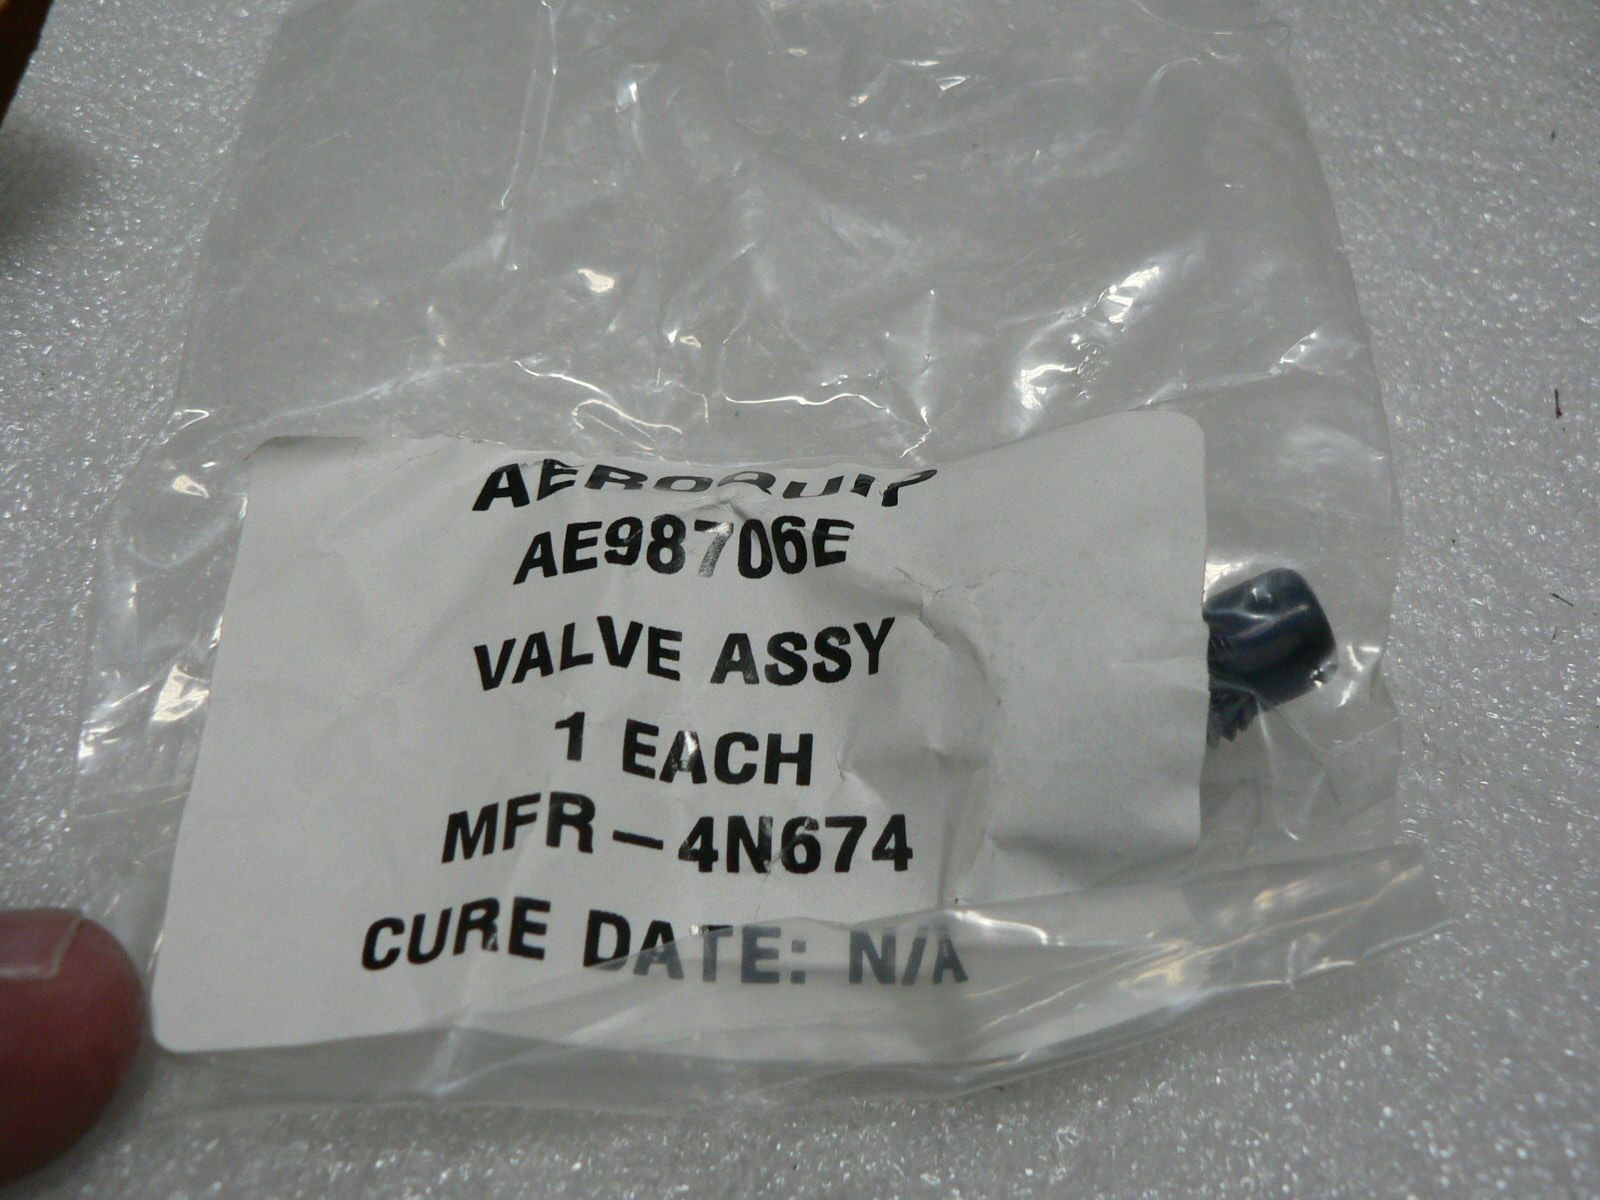 AEROQUIP
AE98706E
VALVE ASSY
1 EACH
MFR-4N674
CURE DATE: N/A